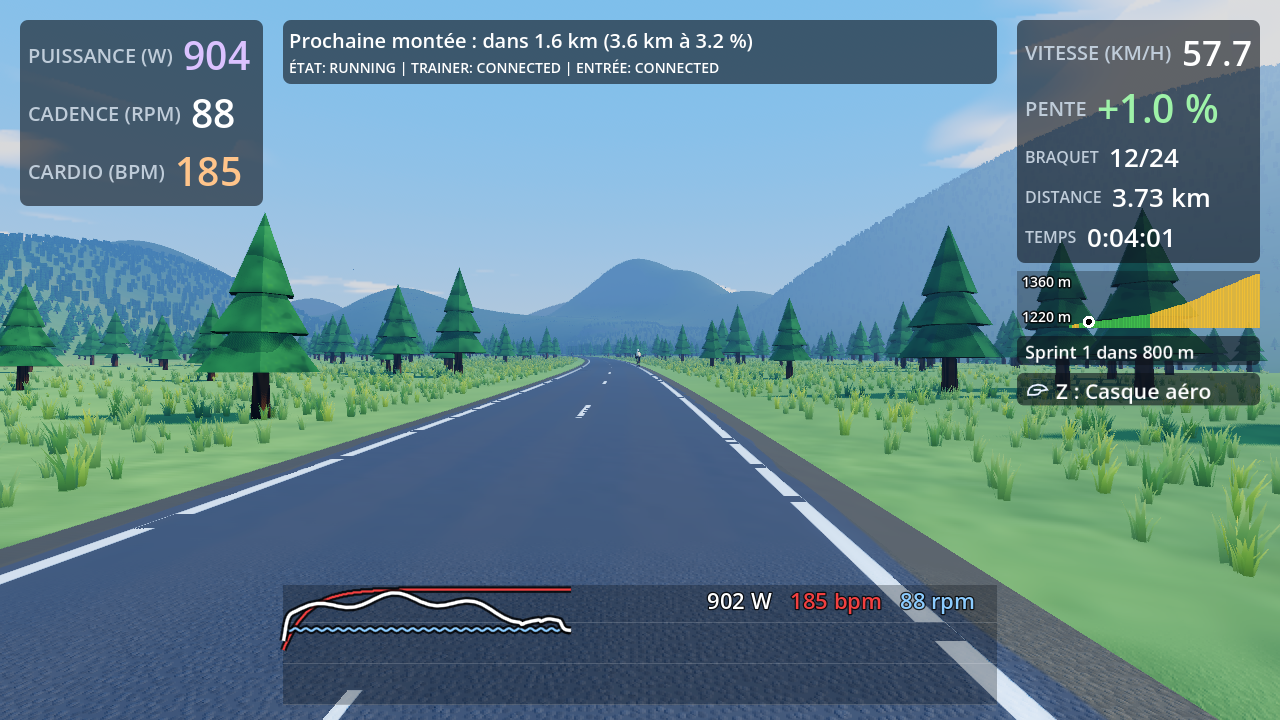 PUISSANCE (W) 904
CADENCE (RPM) 88
CARDIO (BPM) 185
Prochaine montée : dans 1.6 km (3.6 km à 3.2 %)
ÉTAT: RUNNING | TRAINER: CONNECTED | ENTRÉE: CONNECTED
VITESSE (KM/H) 57.7
PENTE +1.0 %
BRAQUET 12/24
DISTANCE 3.73 km
TEMPS 0:04:01
1360 m
1220 m
Sprint 1 dans 800 m
Z : Casque aéro
902 W 185 bpm 88 rpm